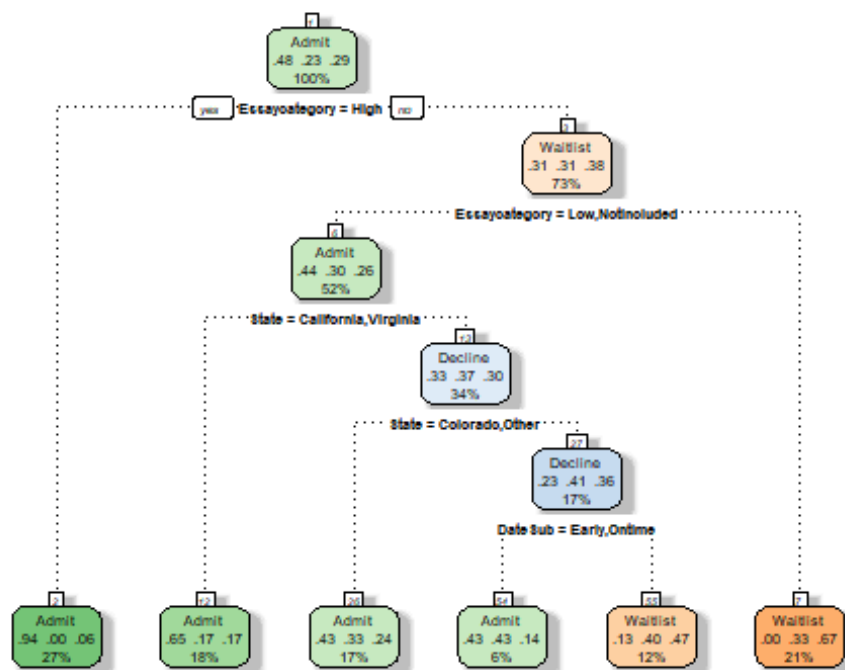 1
Admit
.48 .23 .29
100%
yes Essaycategory = High no
3
Waitlist
.31 .31 .38
73%
Essaycategory = Low,NotIncluded
6
Admit
.44 .30 .26
52%
State = California,Virginia
13
Decline
.33 .37 .30
34%
State = Colorado,Other
27
Decline
.23 .41 .36
17%
DateSub = Early,Ontime
2
Admit
.94 .00 .06
27%
12
Admit
.65 .17 .17
18%
26
Admit
.43 .33 .24
17%
54
Admit
.43 .43 .14
6%
55
Waitlist
.13 .40 .47
12%
7
Waitlist
.00 .33 .67
21%